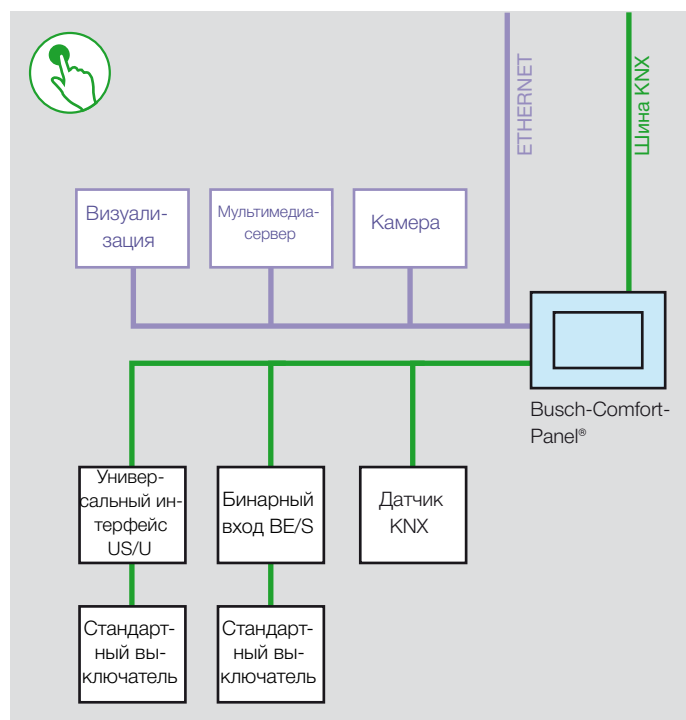 ETHERNET
Шина KNX
Визуали-
зация
Мультимедиа-
сервер
Камера
Busch-Comfort-
Panel®
Универ-
сальный ин-
терфейс
US/U
Бинарный
вход BE/S
Датчик
KNX
Стандарт-
ный вы-
ключатель
Стандарт-
ный вы-
ключатель